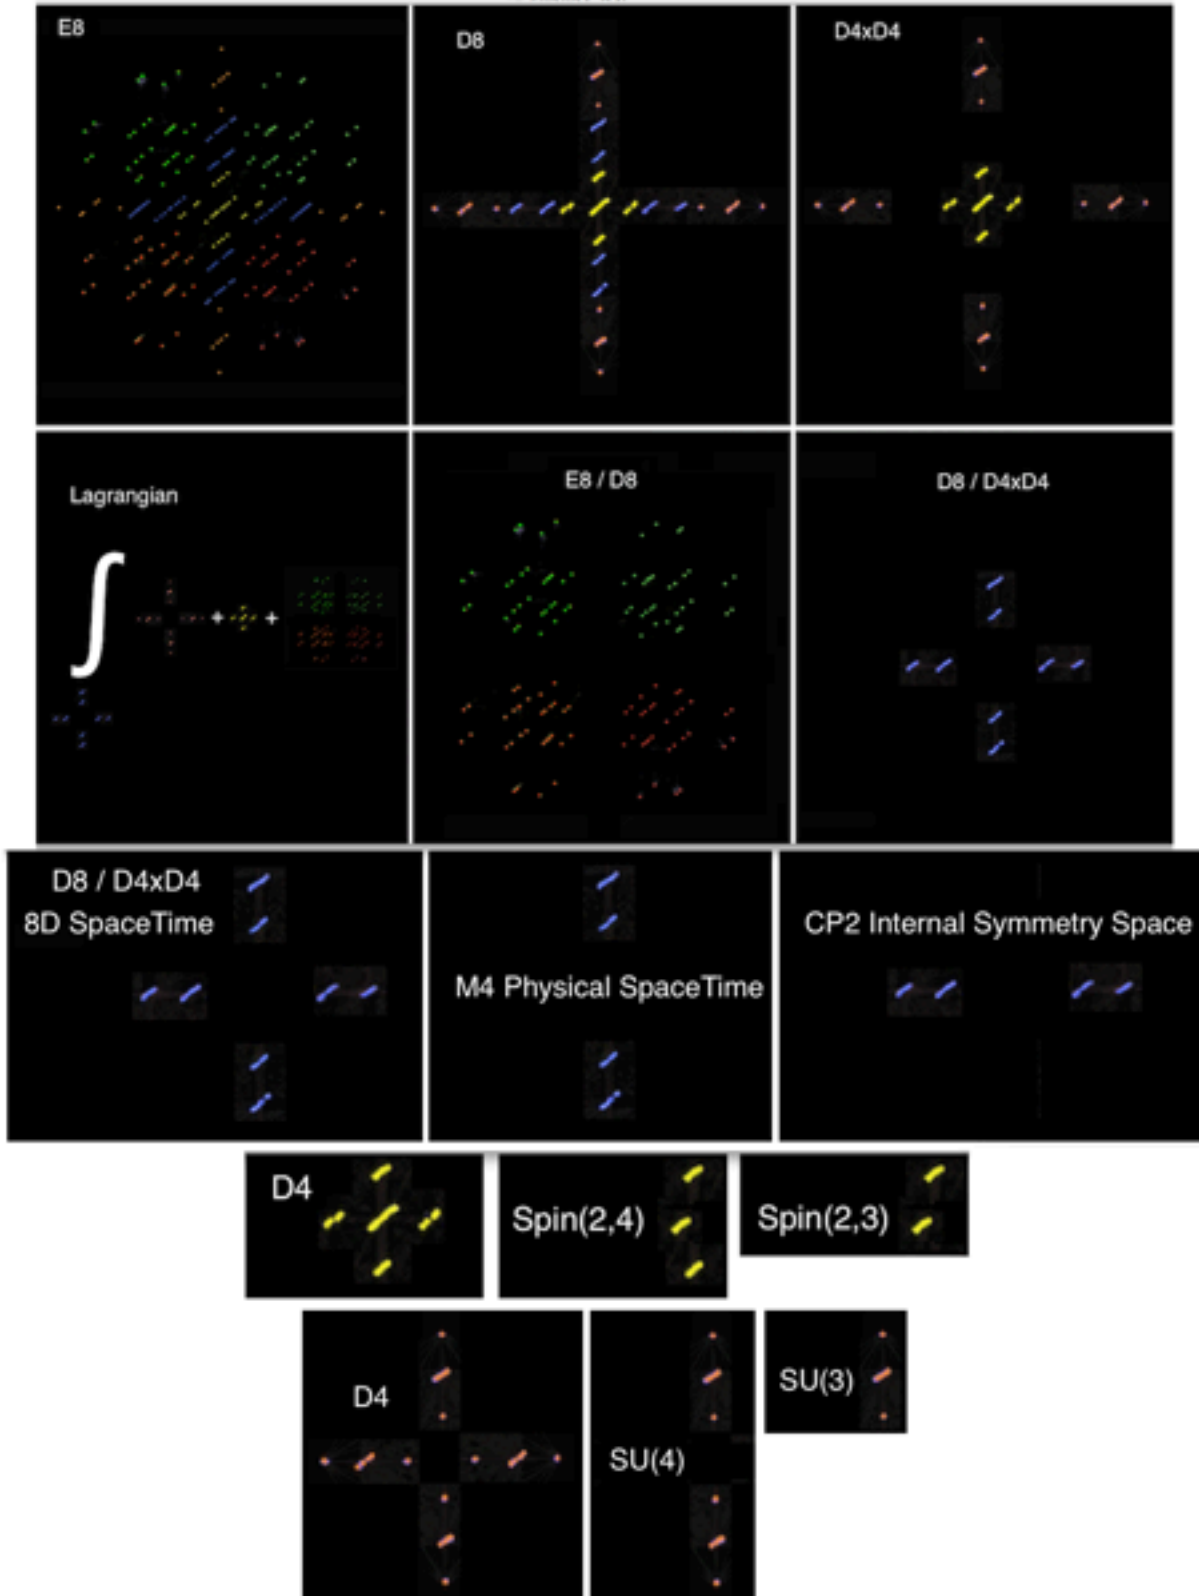 E8
D8
D4xD4
Lagrangian
∫
+ +
E8 / D8
D8 / D4xD4
D8 / D4xD4
8D SpaceTime
M4 Physical SpaceTime
CP2 Internal Symmetry Space
D4
Spin(2,4)
Spin(2,3)
D4
SU(4)
SU(3)